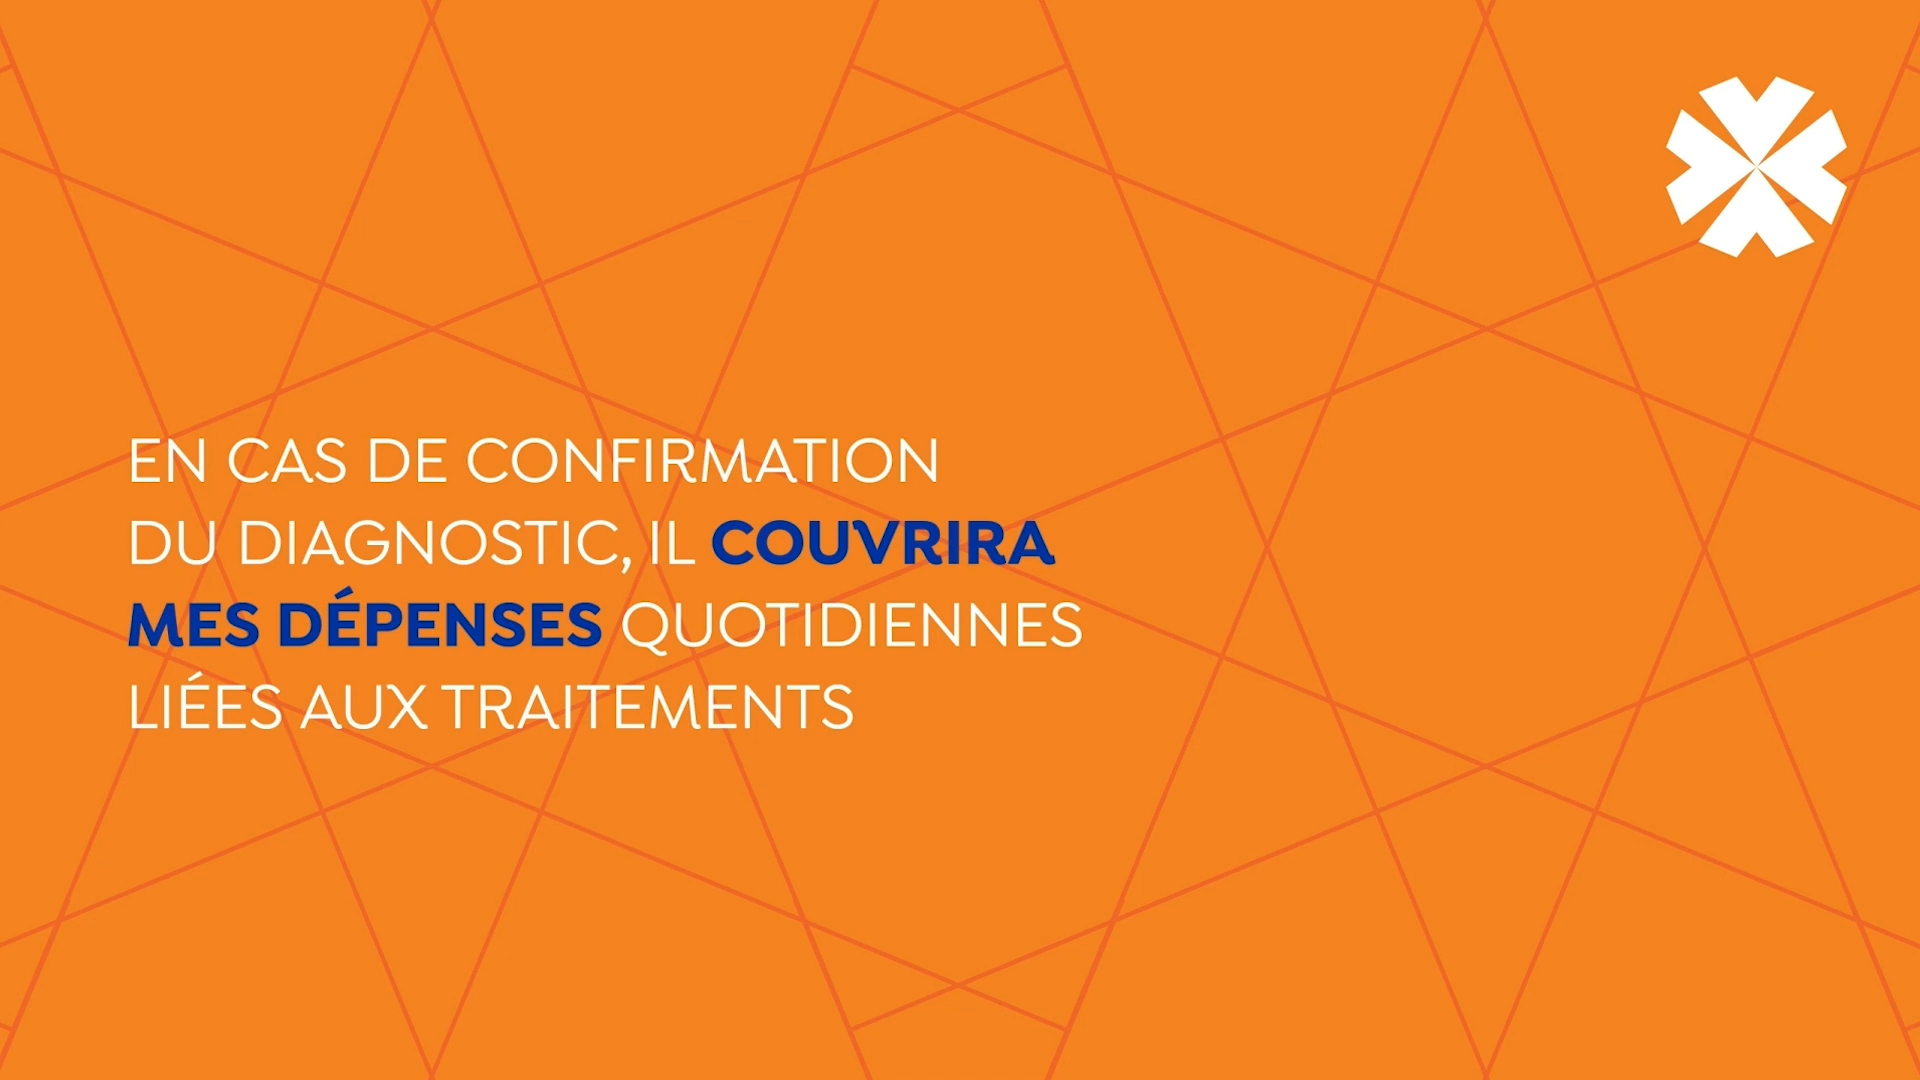 EN CAS DE CONFIRMATION
DU DIAGNOSTIC, IL COUVRIRA
MES DÉPENSES QUOTIDIENNES
LIÉES AUX TRAITEMENTS